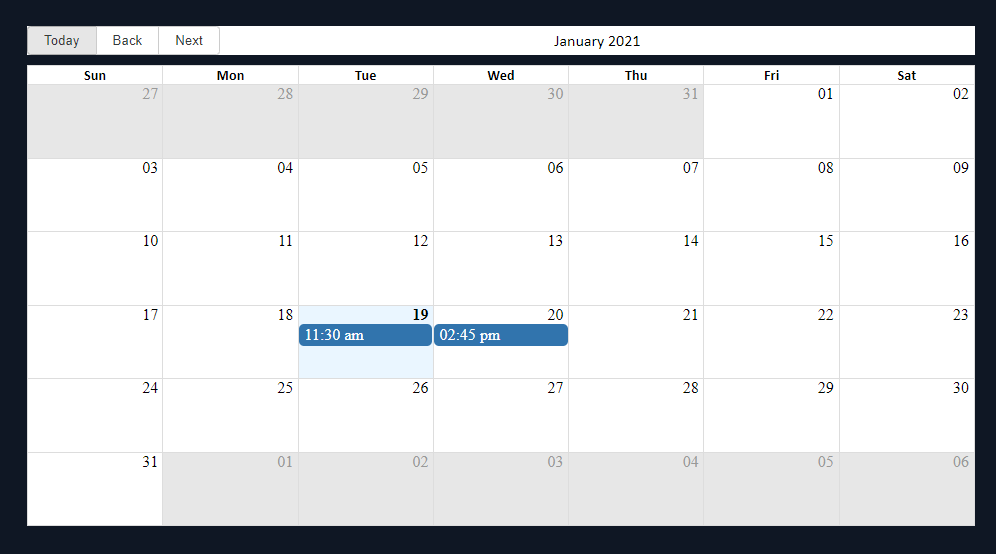 Today Back Next January 2021
Sun Mon Tue Wed Thu Fri Sat
27 28 29 30 31 01 02
03 04 05 06 07 08 09
10 11 12 13 14 15 16
17 18 19 20 21 22 23
11:30 am 02:45 pm
24 25 26 27 28 29 30
31 01 02 03 04 05 06